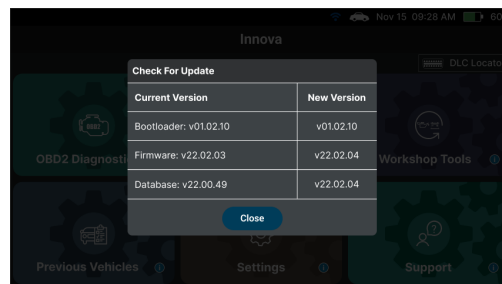 Nov 15 09:28 AM 60
Innova
DLC Locato
Check For Update
Current Version New Version
Bootloader: v01.02.10 v01.02.10
Firmware: v22.02.03 v22.02.04
Database: v22.00.49 v22.02.04
Close
OBD2
OBD2 Diagnosti
Workshop Tools
Previous Vehicles
Settings
Support